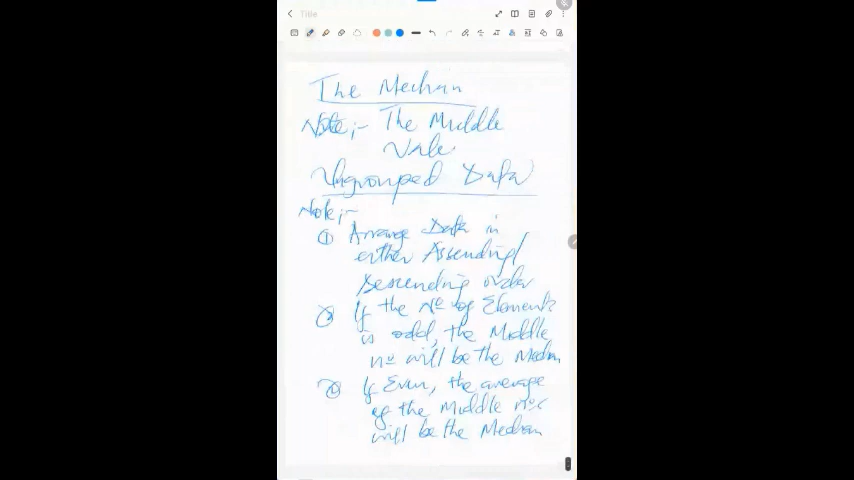 Title
The Median
Note;- The Middle
Value
Ungrouped Data
Note;-
① Arrange Data in
either Ascending/
Descending order
② If the No of Elements
is odd, the Middle
no will be the Median
If Even, the average
of the Middle nos
will be the Median